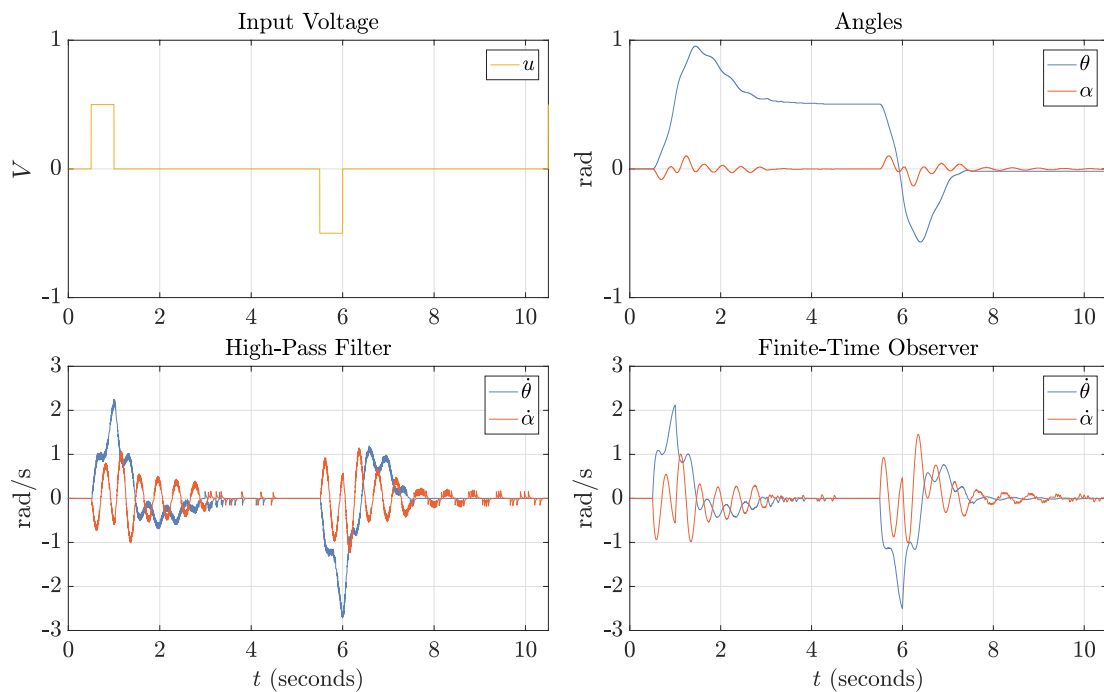 Input Voltage
1
0
-1
V
u
0 2 4 6 8 10
Angles
1
0
-1
rad
θ
α
0 2 4 6 8 10
High-Pass Filter
3
2
1
0
-1
-2
-3
rad/s
θ̇
α̇
0 2 4 6 8 10
t (seconds)
Finite-Time Observer
3
2
1
0
-1
-2
-3
rad/s
θ̇
α̇
0 2 4 6 8 10
t (seconds)